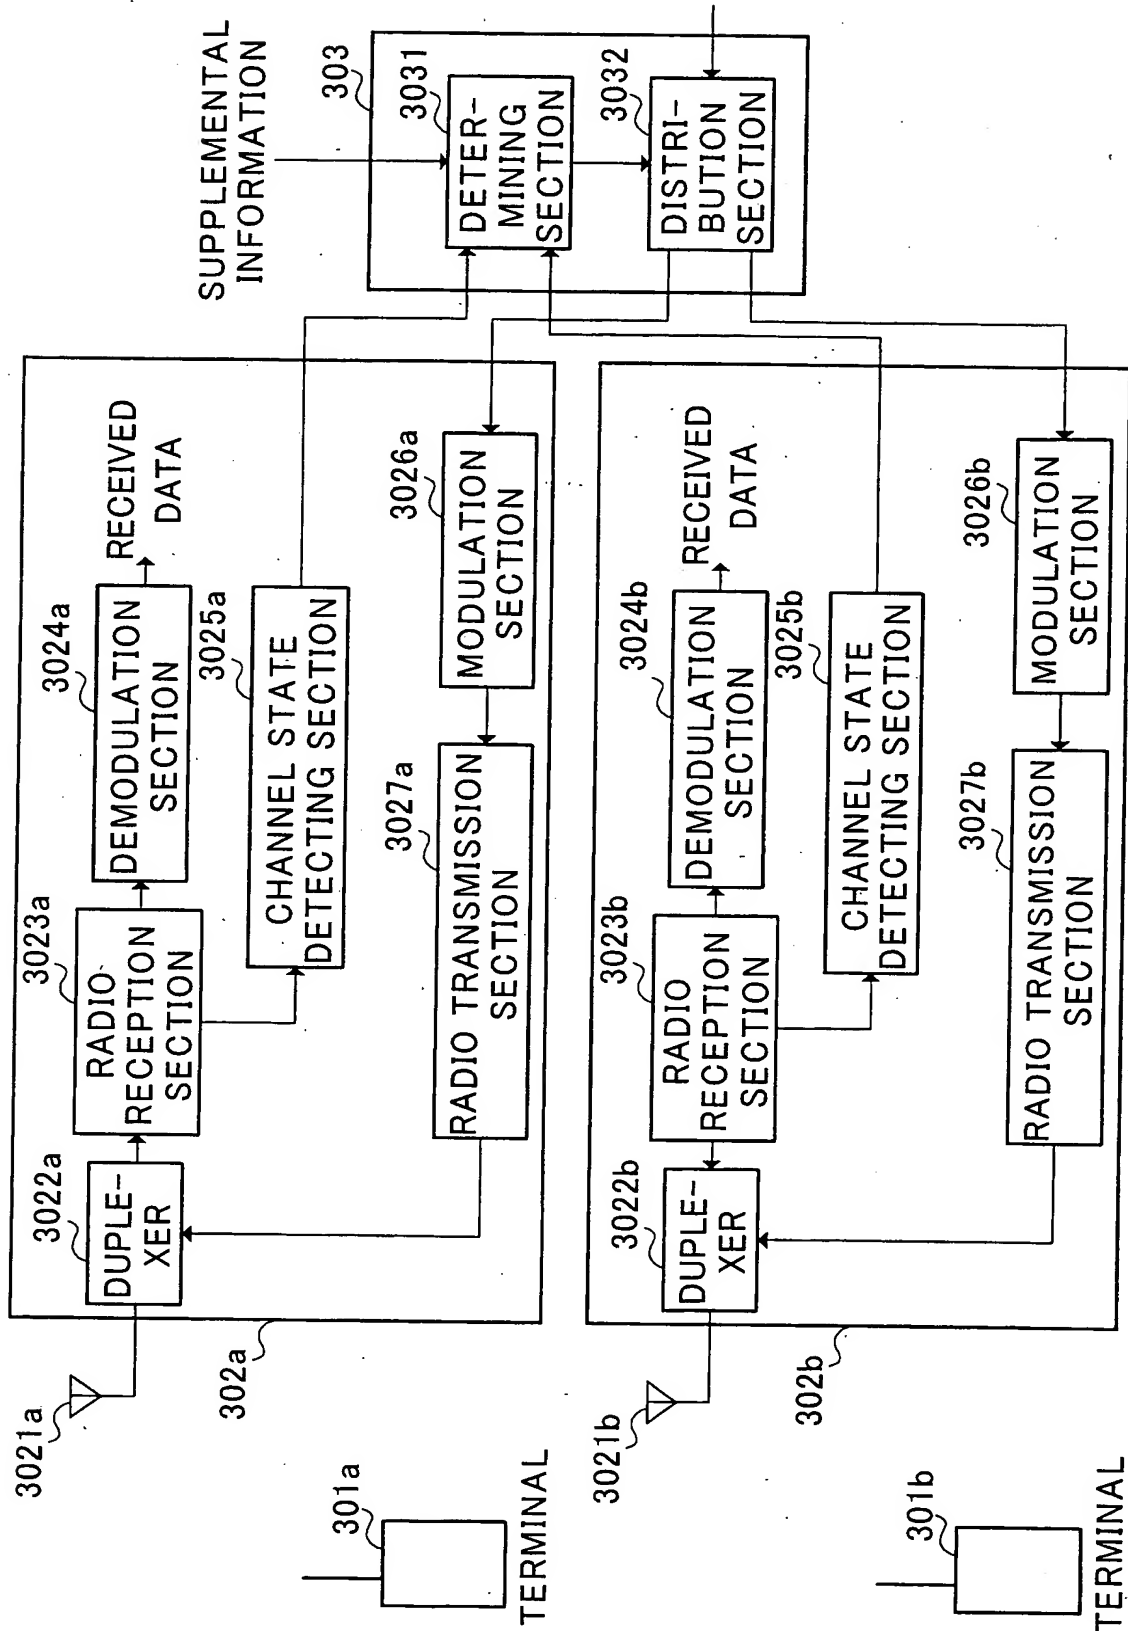 SUPPLEMENTAL
INFORMATION
303
3031
DETER-
MINING
SECTION
3032
DISTRI-
BUTION
SECTION
3021a
302a
3022a
DUPLE-
XER
3023a
RADIO
RECEPTION
SECTION
3024a
DEMODULATION
SECTION
RECEIVED
DATA
3025a
CHANNEL STATE
DETECTING SECTION
3026a
MODULATION
SECTION
3027a
RADIO TRANSMISSION
SECTION
301a
TERMINAL
3021b
302b
3022b
DUPLE-
XER
3023b
RADIO
RECEPTION
SECTION
3024b
DEMODULATION
SECTION
RECEIVED
DATA
3025b
CHANNEL STATE
DETECTING SECTION
3026b
MODULATION
SECTION
3027b
RADIO TRANSMISSION
SECTION
301b
TERMINAL